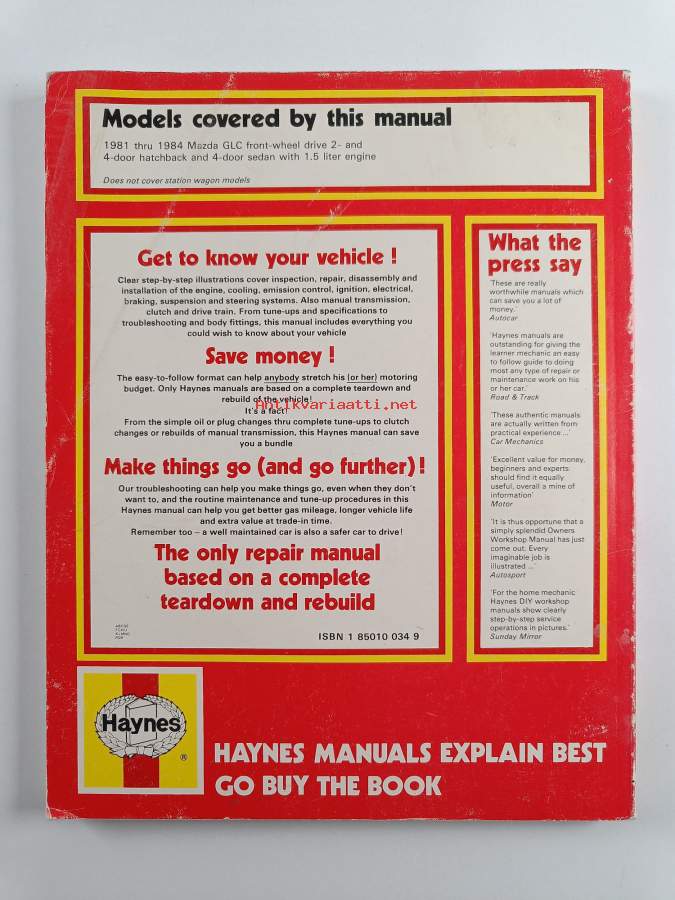 Models covered by this manual
1981 thru 1984 Mazda GLC front-wheel drive 2- and
4-door hatchback and 4-door sedan with 1.5 liter engine
Does not cover station wagon models
Get to know your vehicle !
Clear step-by-step illustrations cover inspection, repair, disassembly and
installation of the engine, cooling, emission control, ignition, electrical,
braking, suspension and steering systems. Also manual transmission,
clutch and drive train. From tune-ups and specifications to
troubleshooting and body fittings, this manual includes everything you
could wish to know about your vehicle
Save money !
The easy-to-follow format can help anybody stretch his (or her) motoring
budget. Only Haynes manuals are based on a complete teardown and
rebuild of the vehicle!
Antikvariaatti.net
It's a fact!
From the simple oil or plug changes thru complete tune-ups to clutch
changes or rebuilds of manual transmission, this Haynes manual can save
you a bundle
Make things go (and go further) !
Our troubleshooting can help you make things go, even when they don't
want to, and the routine maintenance and tune-up procedures in this
Haynes manual can help you get better gas mileage, longer vehicle life
and extra value at trade-in time.
Remember too – a well maintained car is also a safer car to drive!
The only repair manual
based on a complete
teardown and rebuild
ISBN 1 85010 034 9
What the
press say
'These are really
worthwhile manuals which
can save you a lot of
money.'
Autocar
'Haynes manuals are
outstanding for giving the
learner mechanic an easy
to follow guide to doing
most any type of repair or
maintenance work on his
or her car.'
Road & Track
'These authentic manuals
are actually written from
practical experience ...'
Car Mechanics
'Excellent value for money,
beginners and experts
should find it equally
useful, overall a mine of
information'
Motor
'It is thus opportune that a
simply splendid Owners
Workshop Manual has just
come out. Every
imaginable job is
illustrated ...'
Autosport
'For the home mechanic
Haynes DIY workshop
manuals show clearly
step-by-step service
operations in pictures.'
Sunday Mirror
Haynes
®
HAYNES MANUALS EXPLAIN BEST
GO BUY THE BOOK